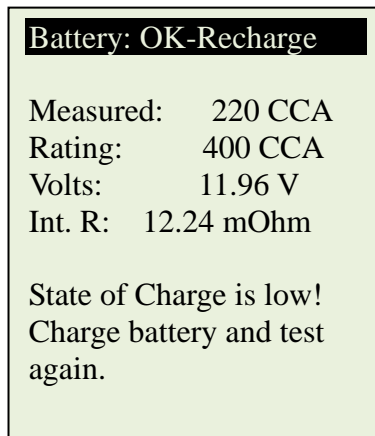 Battery: OK-Recharge
Measured: 220 CCA
Rating: 400 CCA
Volts: 11.96 V
Int. R: 12.24 mOhm
State of Charge is low!
Charge battery and test
again.